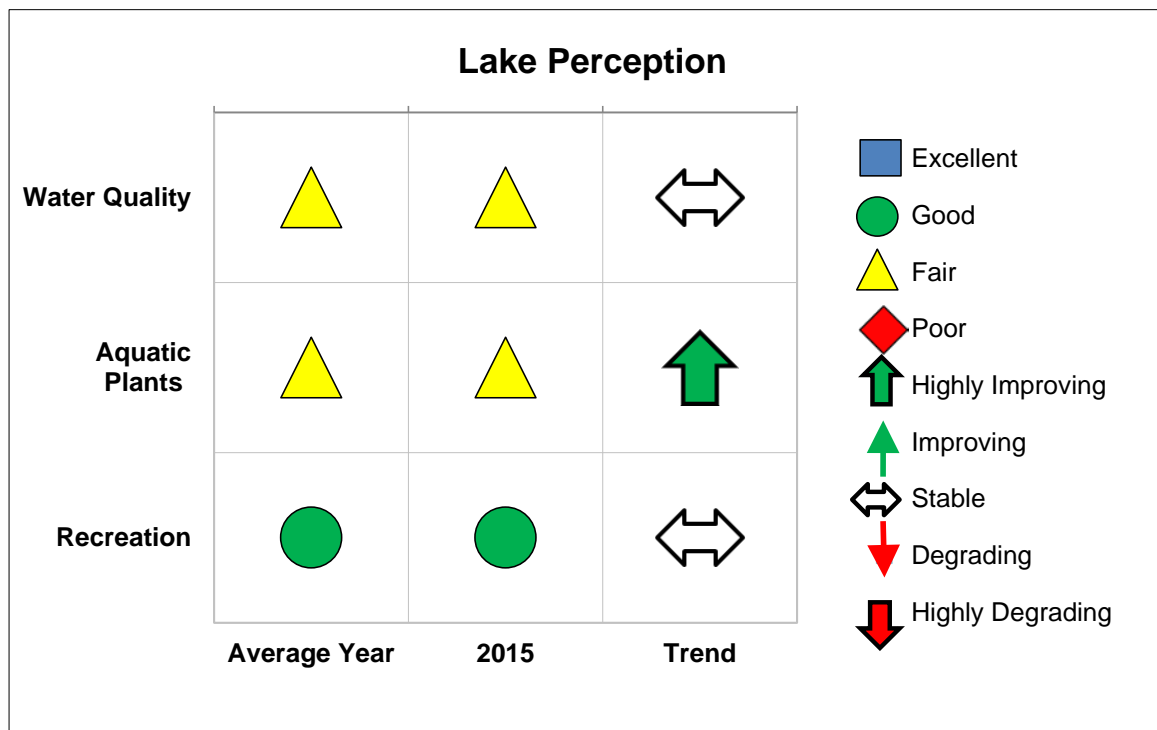 Lake Perception
Water Quality
Aquatic
Plants
Recreation
Average Year
2015
Trend
Excellent
Good
Fair
Poor
Highly Improving
Improving
Stable
Degrading
Highly Degrading